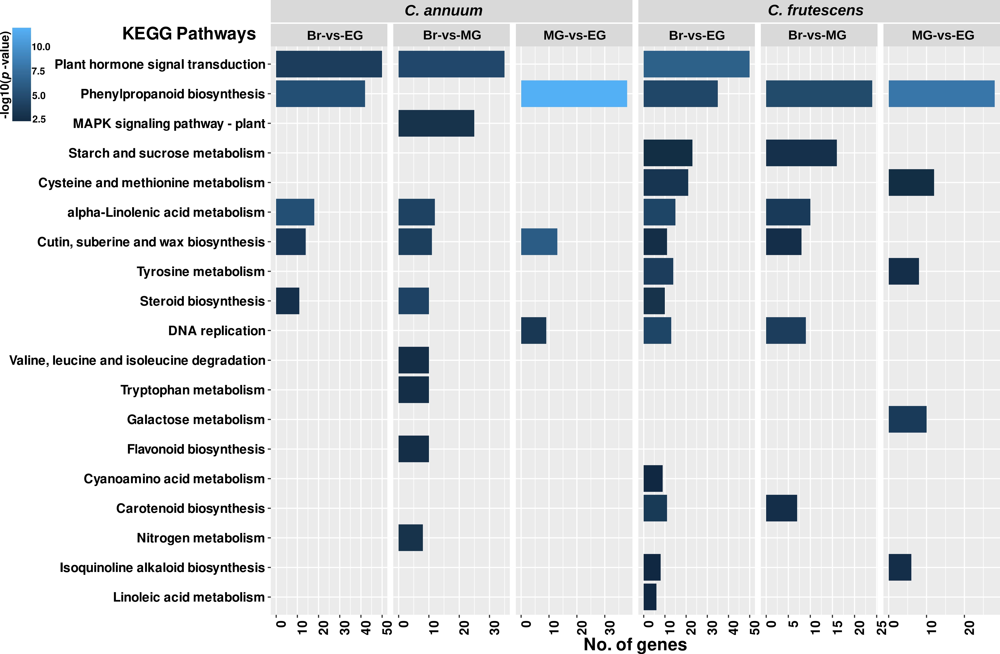 C. annuum
C. frutescens
KEGG Pathways
Br-vs-EG
Br-vs-MG
MG-vs-EG
Br-vs-EG
Br-vs-MG
MG-vs-EG
-log10(p -value)
10.0
7.5
5.0
2.5
Plant hormone signal transduction
Phenylpropanoid biosynthesis
MAPK signaling pathway - plant
Starch and sucrose metabolism
Cysteine and methionine metabolism
alpha-Linolenic acid metabolism
Cutin, suberine and wax biosynthesis
Tyrosine metabolism
Steroid biosynthesis
DNA replication
Valine, leucine and isoleucine degradation
Tryptophan metabolism
Galactose metabolism
Flavonoid biosynthesis
Cyanoamino acid metabolism
Carotenoid biosynthesis
Nitrogen metabolism
Isoquinoline alkaloid biosynthesis
Linoleic acid metabolism
0 10 20 30 40 50
0 10 20 30
0 10 20 30
0 10 20 30 40 50
0 5 10 15 20 25
0 10 20
No. of genes